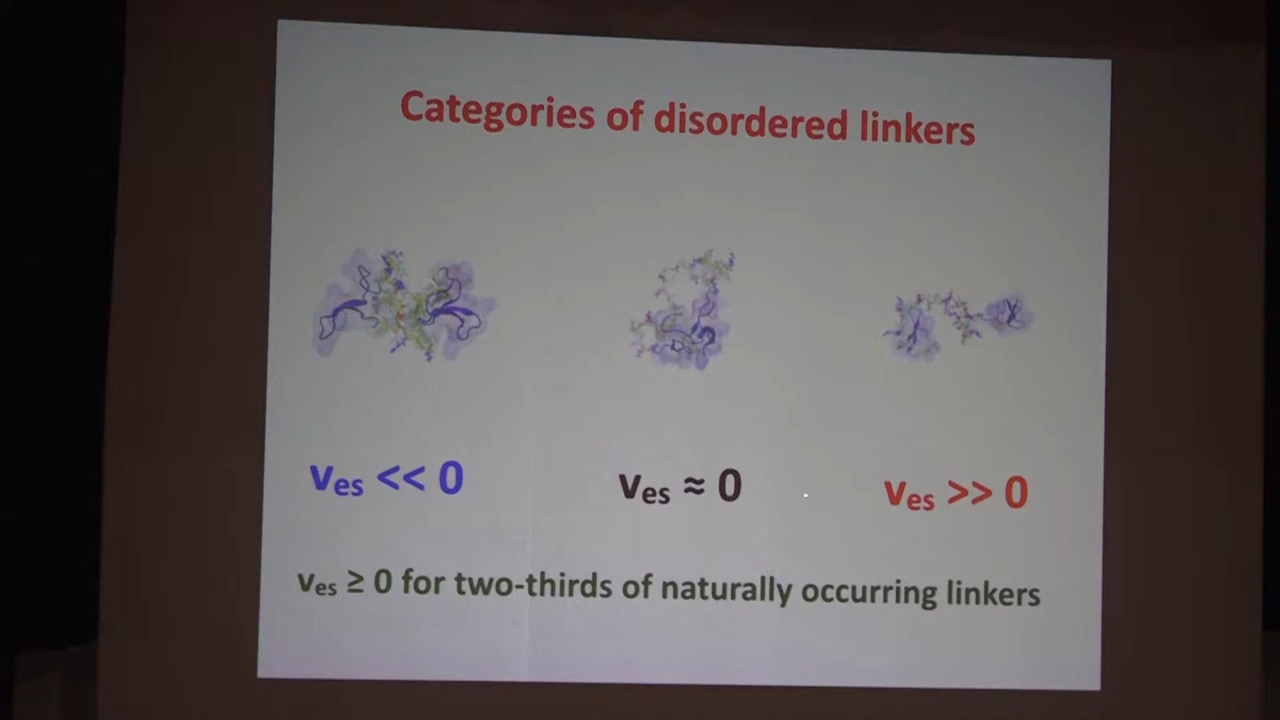 Categories of disordered linkers
ves << 0
ves ≈ 0
ves >> 0
ves ≥ 0 for two-thirds of naturally occurring linkers